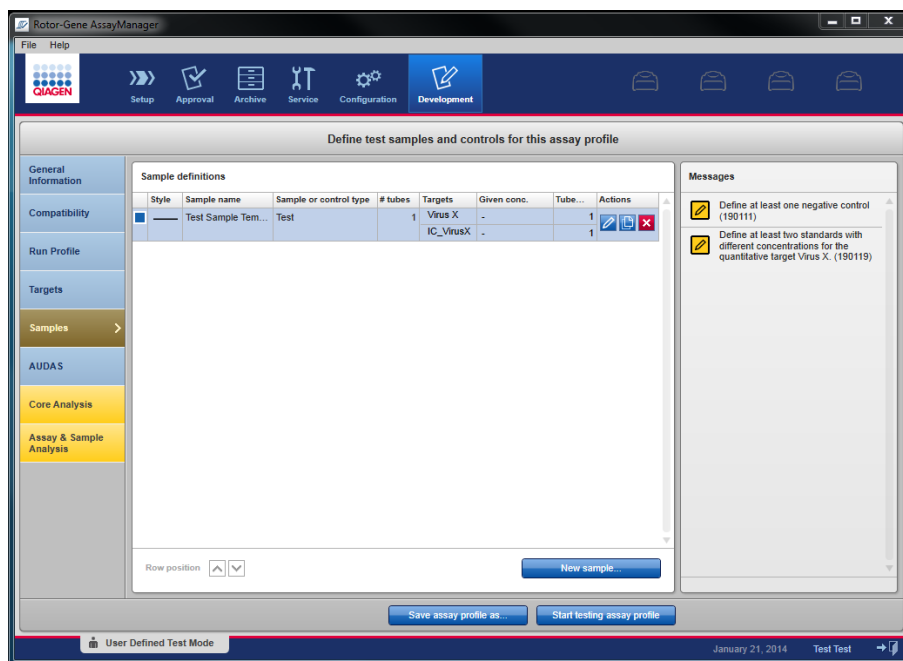 Rotor-Gene AssayManager
File Help
QIAGEN
Setup Approval Archive Service Configuration Development
Define test samples and controls for this assay profile
General
Information
Compatibility
Run Profile
Targets
Samples
AUDAS
Core Analysis
Assay & Sample
Analysis
Sample definitions
Style Sample name Sample or control type # tubes Targets Given conc. Tube... Actions
Test Sample Tem... Test 1 Virus X - 1
IC_VirusX - 1
Row position
New sample...
Messages
Define at least one negative control
(190111)
Define at least two standards with
different concentrations for the
quantitative target Virus X. (190119)
Save assay profile as... Start testing assay profile
User Defined Test Mode
January 21, 2014 Test Test